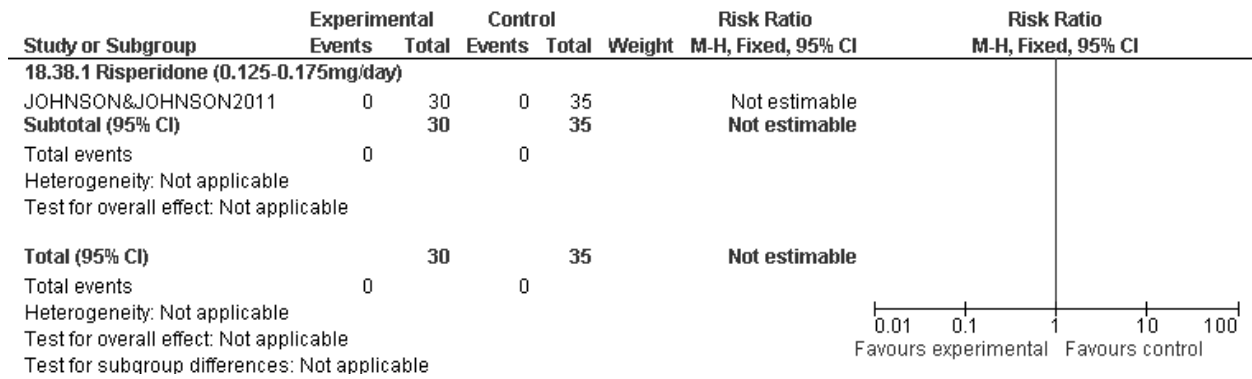 Experimental Control Risk Ratio Risk Ratio
Study or Subgroup Events Total Events Total Weight M-H, Fixed, 95% CI M-H, Fixed, 95% CI
18.38.1 Risperidone (0.125-0.175mg/day)
JOHNSON&JOHNSON2011 0 30 0 35 Not estimable
Subtotal (95% CI) 30 35 Not estimable
Total events 0 0
Heterogeneity: Not applicable
Test for overall effect: Not applicable
Total (95% CI) 30 35 Not estimable
Total events 0 0
Heterogeneity: Not applicable
Test for overall effect: Not applicable
Test for subgroup differences: Not applicable
0.01 0.1 1 10 100
Favours experimental Favours control